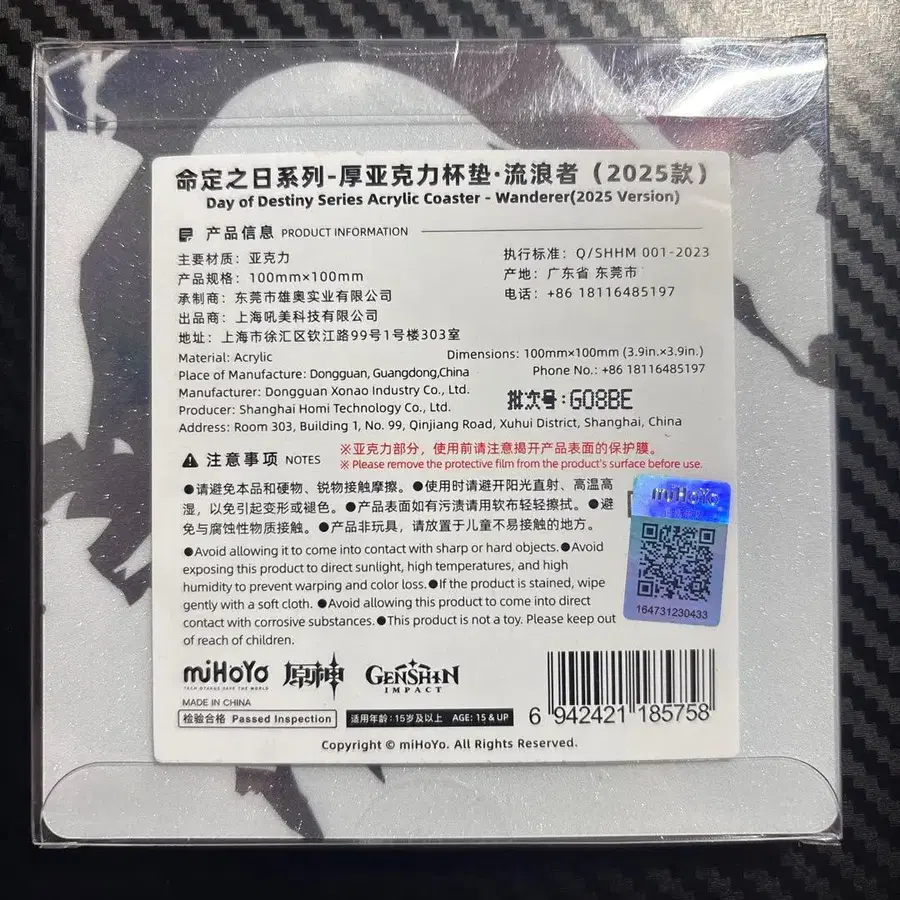 命定之日系列-厚亚克力杯垫·流浪者（2025款）
Day of Destiny Series Acrylic Coaster - Wanderer(2025 Version)
产品信息 PRODUCT INFORMATION
主要材质：亚克力
产品规格：100mm×100mm
承制商：东莞市雄奥实业有限公司
出品商：上海吼美科技有限公司
地址：上海市徐汇区钦江路99号1号楼303室
执行标准：Q/SHHM 001-2023
产地：广东省 东莞市
电话：+86 18116485197
Material: Acrylic
Dimensions: 100mm×100mm (3.9in.×3.9in.)
Place of Manufacture: Dongguan, Guangdong,China
Phone No.: +86 18116485197
Manufacturer: Dongguan Xonao Industry Co., Ltd.
Producer: Shanghai Homi Technology Co., Ltd.
批次号:G08BE
Address: Room 303, Building 1, No. 99, Qinjiang Road, Xuhui District, Shanghai, China
注意事项 NOTES
※亚克力部分，使用前请注意揭开产品表面的保护膜。
※ Please remove the protective film from the product's surface before use.
●请避免本品和硬物、锐物接触摩擦。●使用时请避开阳光直射、高温高
湿，以免引起变形或褪色。●产品表面如有污渍请用软布轻轻擦拭。●避
免与腐蚀性物质接触。●产品非玩具，请放置于儿童不易接触的地方。
●Avoid allowing it to come into contact with sharp or hard objects.●Avoid
exposing this product to direct sunlight, high temperatures, and high
humidity to prevent warping and color loss.●If the product is stained, wipe
gently with a soft cloth. ●Avoid allowing this product to come into direct
contact with corrosive substances.●This product is not a toy. Please keep out
of reach of children.
miHoYo
164731230433
miHoYo
TECH OTAKUS SAVE THE WORLD
原神
GENSHIN
IMPACT
MADE IN CHINA
检验合格 Passed Inspection
适用年龄：15岁及以上 AGE: 15 & UP
6 942421 185758
Copyright © miHoYo. All Rights Reserved.